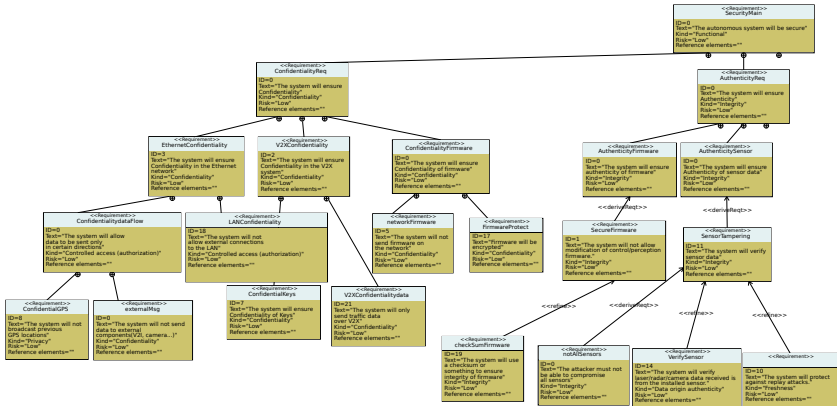 <<Requirement>>
SecurityMain
ID=0
Text="The autonomous system will be secure"
Kind="Functional"
Risk="Low"
Reference elements=""
<<Requirement>>
ConfidentialityReq
ID=0
Text="The system will ensure
Confidentiality"
Kind="Confidentiality"
Risk="Low"
Reference elements=""
<<Requirement>>
AuthenticityReq
ID=0
Text="The system will ensure
Authenticity"
Kind="Integrity"
Risk="Low"
Reference elements=""
<<Requirement>>
EthernetConfidentiality
ID=3
Text="The system will ensure
Confidentiality in the Ethernet
network"
Kind="Confidentiality"
Risk="Low"
Reference elements=""
<<Requirement>>
V2XConfidentiality
ID=2
Text="The system will ensure
Confidentiality in the V2X
system"
Kind="Confidentiality"
Risk="Low"
Reference elements=""
<<Requirement>>
ConfidentialityFirmware
ID=0
Text="The system will ensure
Confidentiality of firmware"
Kind="Confidentiality"
Risk="Low"
Reference elements=""
<<Requirement>>
AuthenticityFirmware
ID=0
Text="The system will ensure
authenticity of firmware"
Kind="Integrity"
Risk="Low"
Reference elements=""
<<Requirement>>
AuthenticitySensor
ID=0
Text="The system will ensure
Authenticity of sensor data"
Kind="Integrity"
Risk="Low"
Reference elements=""
<<deriveReqt>>
<<deriveReqt>>
<<Requirement>>
ConfidentialitydataFlow
ID=0
Text="The system will allow
data to be sent only
in certain directions"
Kind="Controlled access (authorization)"
Risk="Low"
Reference elements=""
<<Requirement>>
LANConfidentiality
ID=18
Text="The system will not
allow external connections
to the LAN"
Kind="Controlled access (authorization)"
Risk="Low"
Reference elements=""
<<Requirement>>
networkFirmware
ID=5
Text="The system will not
send firmware on
the network"
Kind="Confidentiality"
Risk="Low"
Reference elements=""
<<Requirement>>
FirmwareProtect
ID=17
Text="Firmware will be
encrypted"
Kind="Confidentiality"
Risk="Low"
Reference elements=""
<<Requirement>>
SecureFirmware
ID=1
Text="The system will not allow
modification of control/perception
firmware."
Kind="Integrity"
Risk="Low"
Reference elements=""
<<Requirement>>
SensorTampering
ID=11
Text="The system will verify
sensor data"
Kind="Integrity"
Risk="Low"
Reference elements=""
<<Requirement>>
ConfidentialGPS
ID=8
Text="The system will not
broadcast previous
GPS locations"
Kind="Privacy"
Risk="Low"
Reference elements=""
<<Requirement>>
externalMsg
ID=0
Text="The system will not send
data to external
components(V2I, camera...)"
Kind="Confidentiality"
Risk="Low"
Reference elements=""
<<Requirement>>
ConfidentialKeys
ID=7
Text="The system will ensure
Confidentiality of Keys"
Kind="Confidentiality"
Risk="Low"
Reference elements=""
<<Requirement>>
V2XConfidentialitydata
ID=21
Text="The system will only
send traffic data
over V2X"
Kind="Confidentiality"
Risk="Low"
Reference elements=""
<<refine>>
<<deriveReqt>>
<<refine>>
<<refine>>
<<Requirement>>
checkSumFirmware
ID=19
Text="The system will use
a checksum or
something to ensure
integrity of firmware"
Kind="Integrity"
Risk="Low"
Reference elements=""
<<Requirement>>
notAllSensors
ID=0
Text="The attacker must not
be able to compromise
all sensors"
Kind="Integrity"
Risk="Low"
Reference elements=""
<<Requirement>>
VerifySensor
ID=14
Text="The system will verify
laser/radar/camera data received is
from the installed sensor."
Kind="Data origin authenticity"
Risk="Low"
Reference elements=""
<<Requirement>>
ID=10
Text="The system will protect
against replay attacks."
Kind="Freshness"
Risk="Low"
Reference elements=""